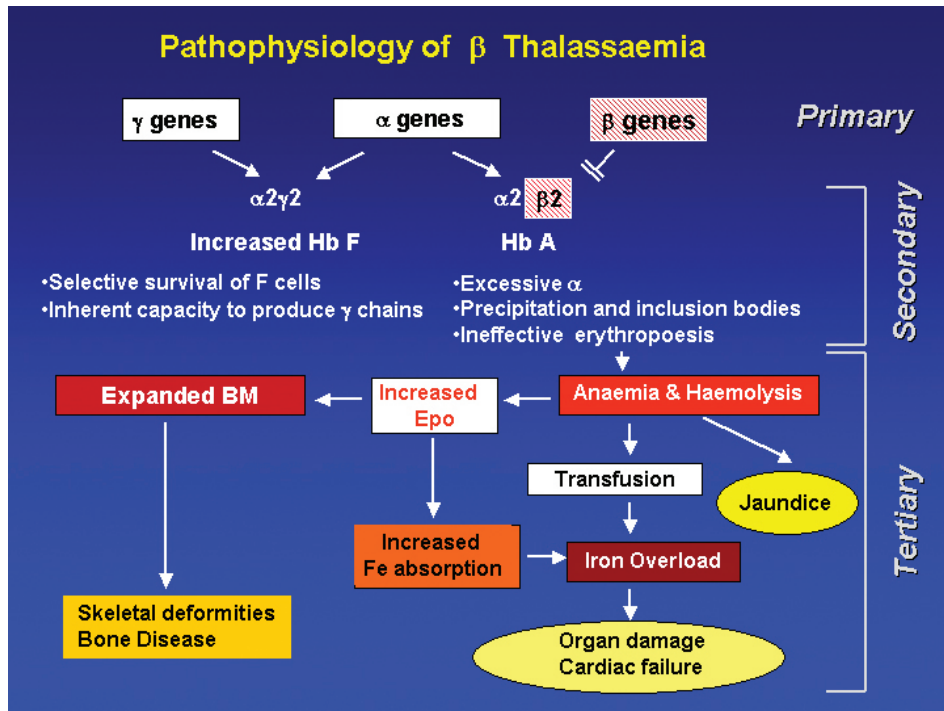 Pathophysiology of β Thalassaemia
γ genes
α genes
β genes
Primary
α2γ2
α2 β2
Increased Hb F
Hb A
•Selective survival of F cells
•Inherent capacity to produce γ chains
•Excessive α
•Precipitation and inclusion bodies
•Ineffective erythropoesis
Secondary
Expanded BM
Increased
Epo
Anaemia & Haemolysis
Transfusion
Jaundice
Increased
Fe absorption
Iron Overload
Tertiary
Skeletal deformities
Bone Disease
Organ damage
Cardiac failure